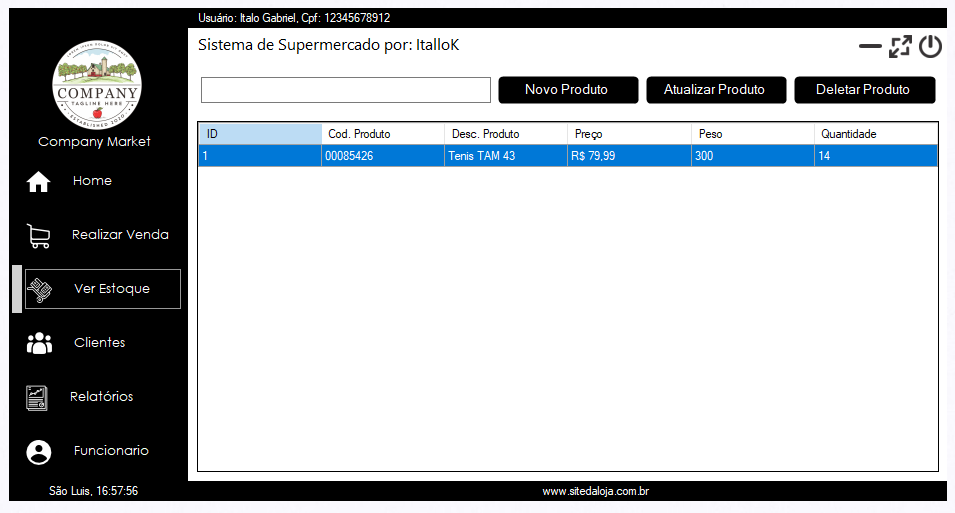 Usuário: Italo Gabriel, Cpf: 12345678912
Sistema de Supermercado por: ItalloK
Novo Produto
Atualizar Produto
Deletar Produto
COMPANY
TAGLINE HERE
ESTABLISHED 2020
Company Market
Home
Realizar Venda
Ver Estoque
Clientes
Relatórios
Funcionario
ID Cod. Produto Desc. Produto Preço Peso Quantidade
1 00085426 Tenis TAM 43 R$ 79,99 300 14
São Luis, 16:57:56
www.sitedaloja.com.br